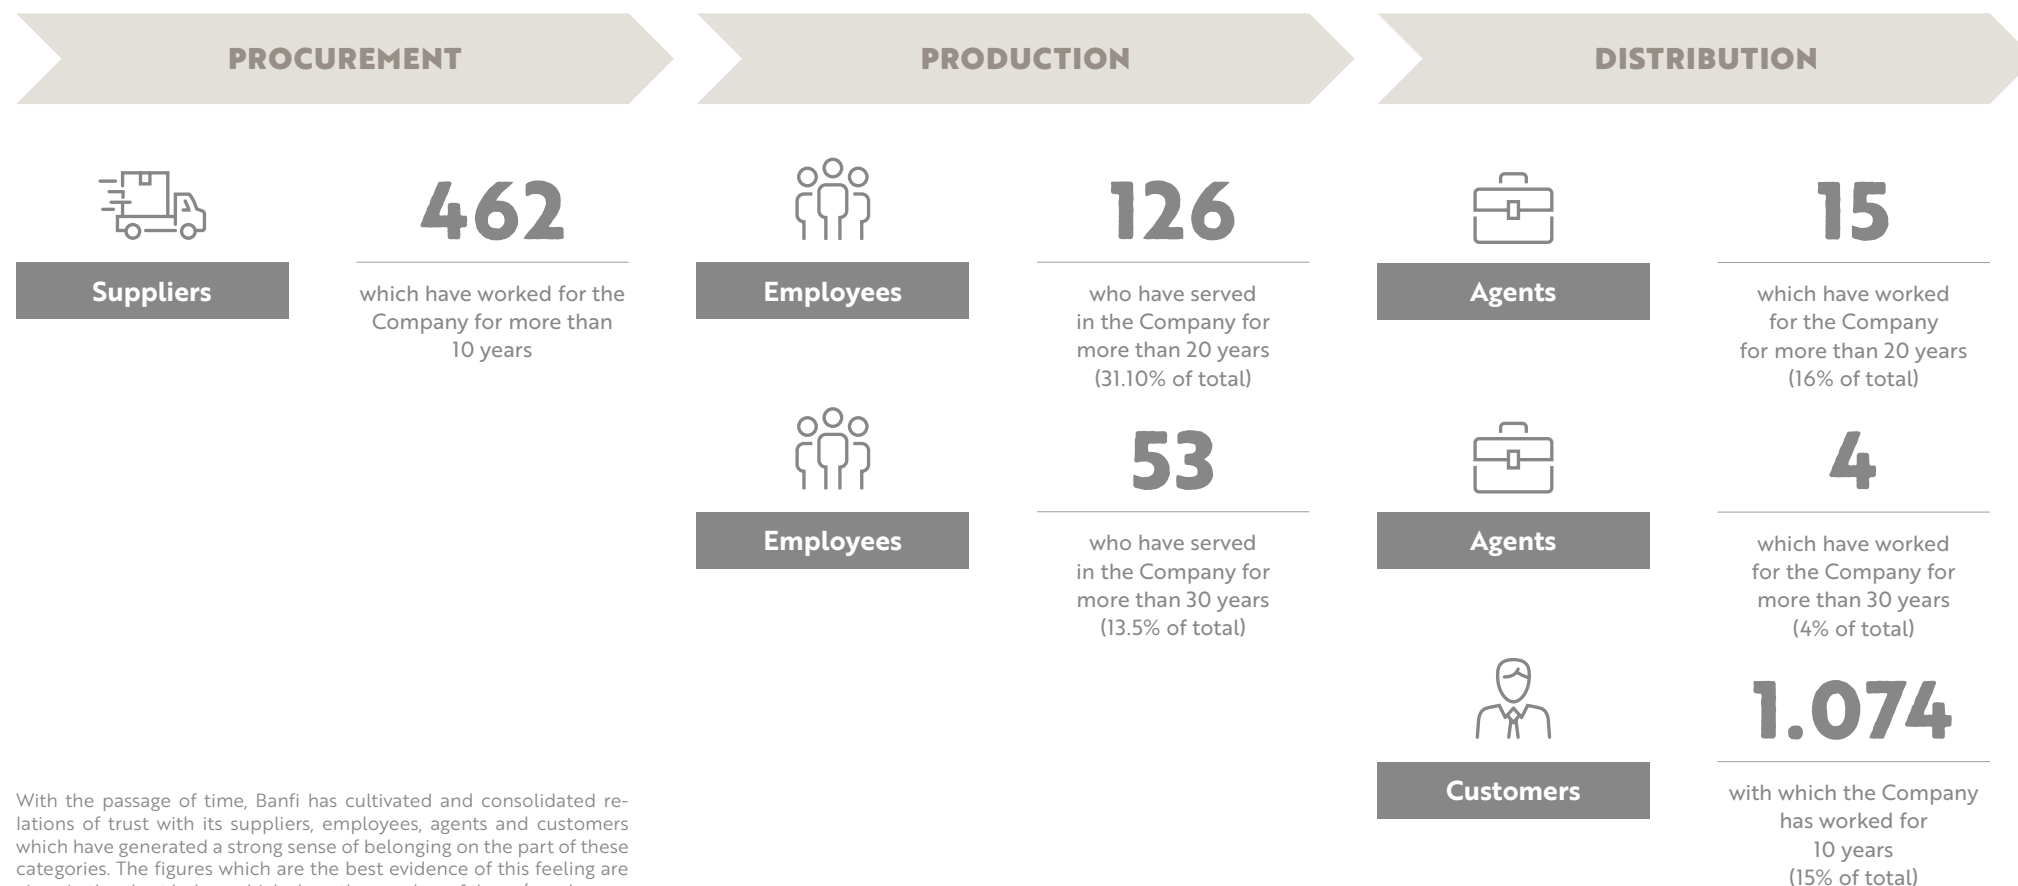 PROCUREMENT
PRODUCTION
DISTRIBUTION
Suppliers
462
which have worked for the
Company for more than
10 years
Employees
126
who have served
in the Company for
more than 20 years
(31.10% of total)
Employees
53
who have served
in the Company for
more than 30 years
(13.5% of total)
Agents
15
which have worked
for the Company
for more than 20 years
(16% of total)
Agents
4
which have worked
for the Company for
more than 30 years
(4% of total)
Customers
1.074
with which the Company
has worked for
10 years
(15% of total)
With the passage of time, Banfi has cultivated and consolidated re-
lations of trust with its suppliers, employees, agents and customers
which have generated a strong sense of belonging on the part of these
categories. The figures which are the best evidence of this feeling are